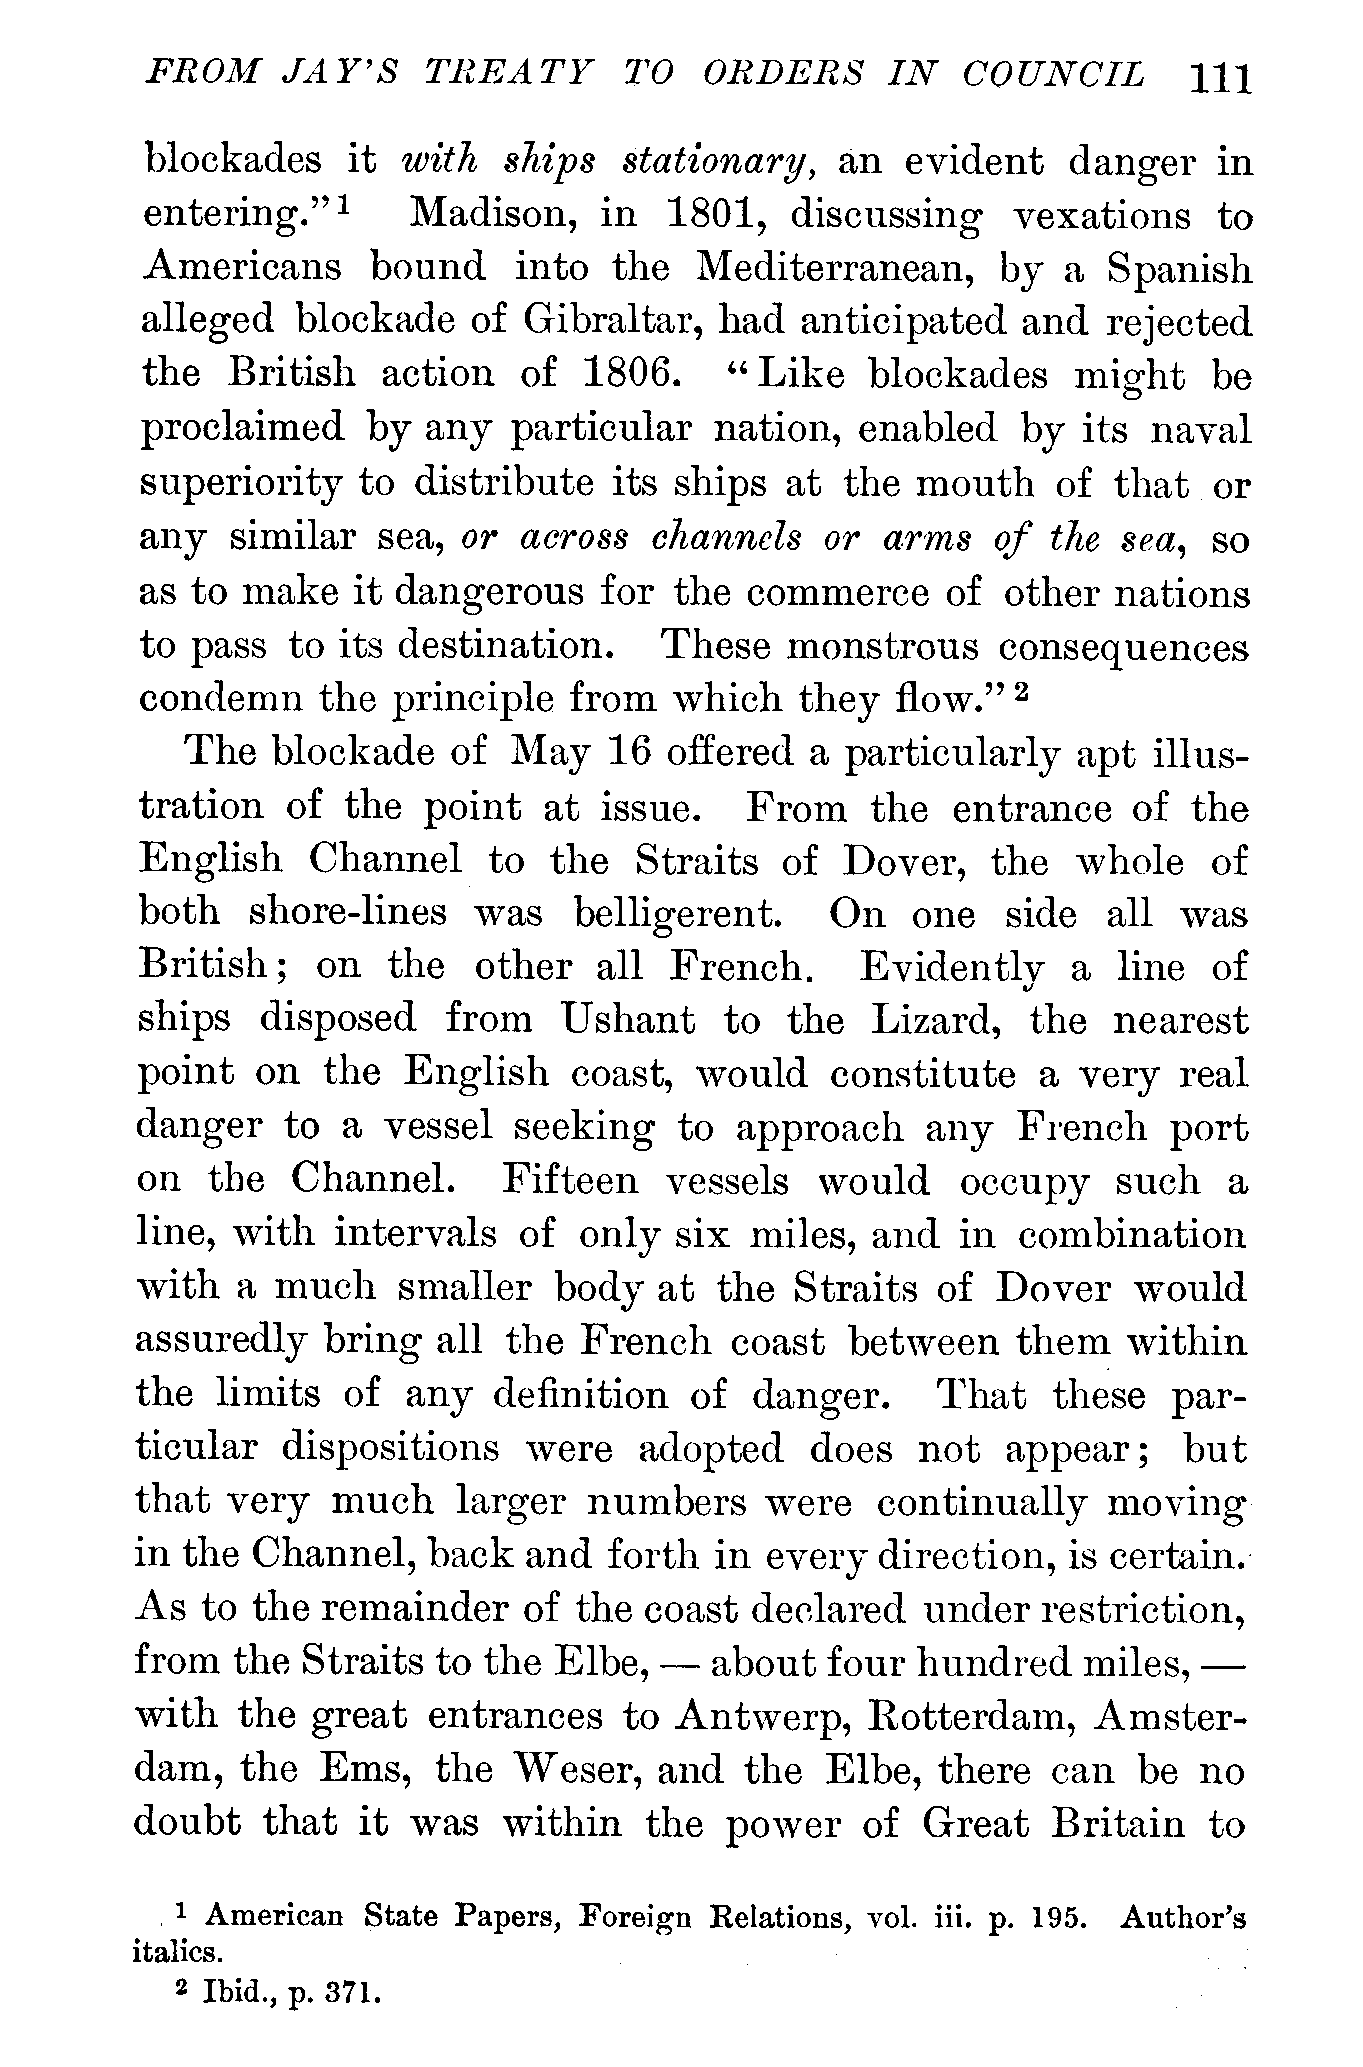 FROM JAY'S TREATY TO ORDERS IN COUNCIL 111
blockades it with ships stationary, an evident danger in
entering." 1 Madison, in 1801, discussing vexations to
Americans bound into the Mediterranean, by a Spanish
alleged blockade of Gibraltar, had anticipated and rejected
the British action of 1806. "Like blockades might be
proclaimed by any particular nation, enabled by its naval
superiority to distribute its ships at the mouth of that or
any similar sea, or across channels or arms of the sea, so
as to make it dangerous for the commerce of other nations
to pass to its destination. These monstrous consequences
condemn the principle from which they flow." 2
The blockade of May 16 offered a particularly apt illus-
tration of the point at issue. From the entrance of the
English Channel to the Straits of Dover, the whole of
both shore-lines was belligerent. On one side all was
British; on the other all French. Evidently a line of
ships disposed from Ushant to the Lizard, the nearest
point on the English coast, would constitute a very real
danger to a vessel seeking to approach any French port
on the Channel. Fifteen vessels would occupy such a
line, with intervals of only six miles, and in combination
with a much smaller body at the Straits of Dover would
assuredly bring all the French coast between them within
the limits of any definition of danger. That these par-
ticular dispositions were adopted does not appear; but
that very much larger numbers were continually moving
in the Channel, back and forth in every direction, is certain.
As to the remainder of the coast declared under restriction,
from the Straits to the Elbe, — about four hundred miles, —
with the great entrances to Antwerp, Rotterdam, Amster-
dam, the Ems, the Weser, and the Elbe, there can be no
doubt that it was within the power of Great Britain to
1 American State Papers, Foreign Relations, vol. iii. p. 195. Author's
italics.
2 Ibid., p. 371.